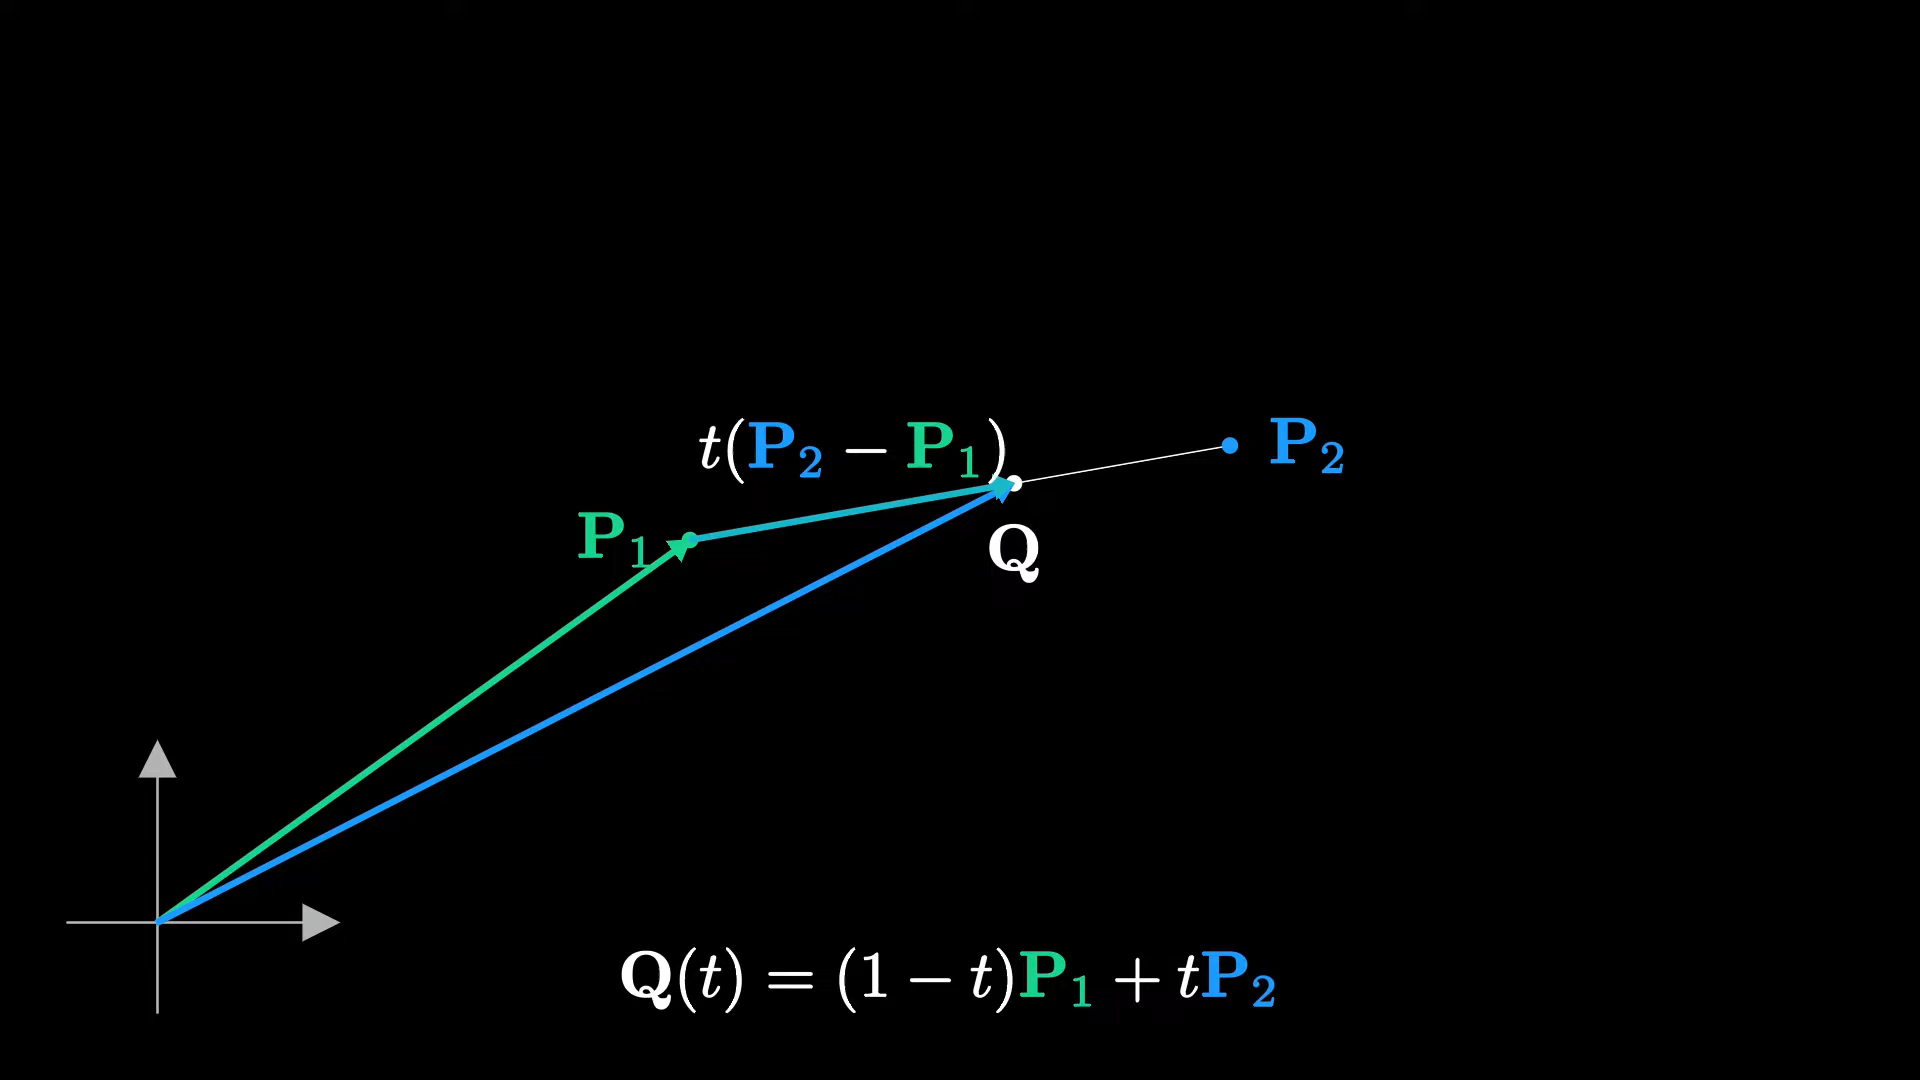 t(P₂ − P₁)
P₂
P₁
Q
Q(t) = (1 − t)P₁ + tP₂